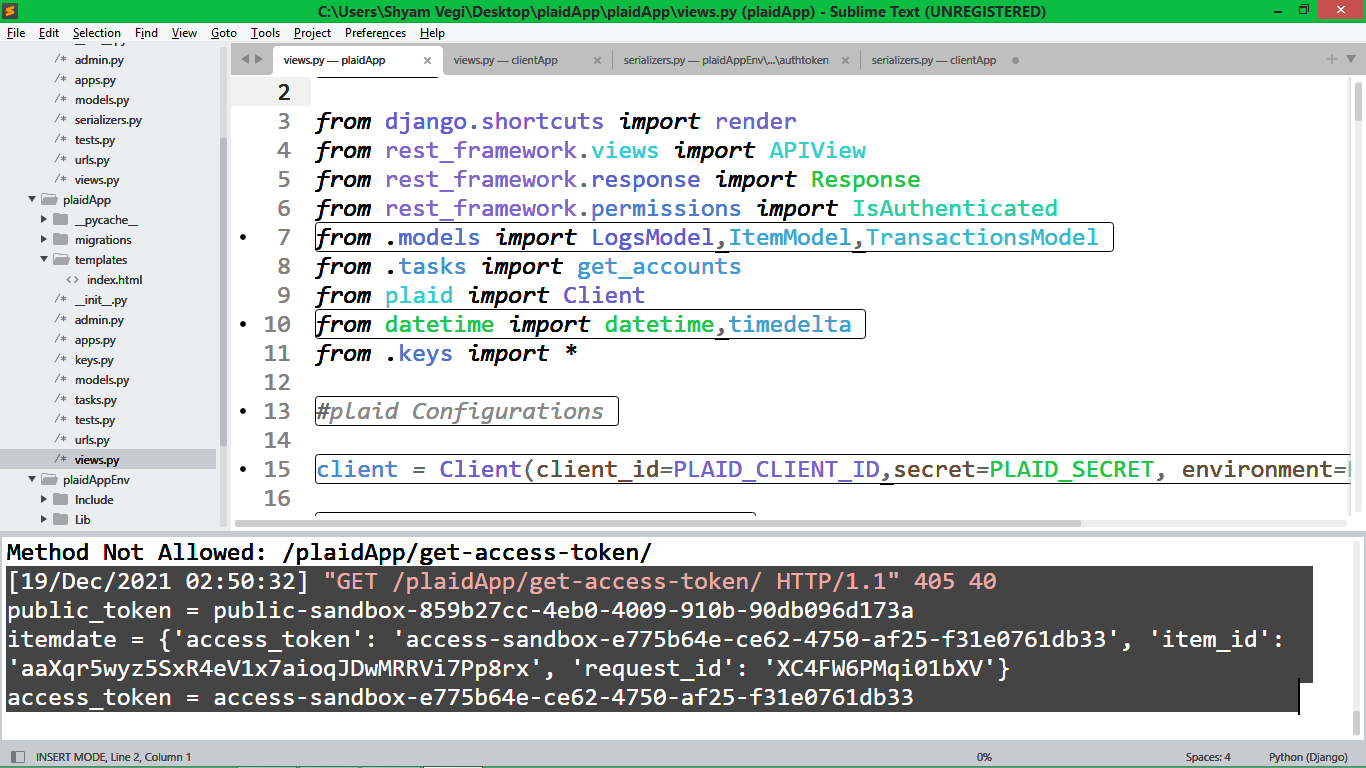 C:\Users\Shyam Vegi\Desktop\plaidApp\plaidApp\views.py (plaidApp) - Sublime Text (UNREGISTERED)
File Edit Selection Find View Goto Tools Project Preferences Help
/* admin.py
/* apps.py
/* models.py
/* serializers.py
/* tests.py
/* urls.py
/* views.py
plaidApp
__pycache__
migrations
templates
<> index.html
/* __init__.py
/* admin.py
/* apps.py
/* keys.py
/* models.py
/* tasks.py
/* tests.py
/* urls.py
/* views.py
plaidAppEnv
Include
Lib
views.py — plaidApp × views.py — clientApp × serializers.py — plaidAppEnv\...\authtoken × serializers.py — clientApp
2
3 from django.shortcuts import render
4 from rest_framework.views import APIView
5 from rest_framework.response import Response
6 from rest_framework.permissions import IsAuthenticated
7 from .models import LogsModel,ItemModel,TransactionsModel
8 from .tasks import get_accounts
9 from plaid import Client
10 from datetime import datetime,timedelta
11 from .keys import *
12
13 #plaid Configurations
14
15 client = Client(client_id=PLAID_CLIENT_ID,secret=PLAID_SECRET, environment=
16
Method Not Allowed: /plaidApp/get-access-token/
[19/Dec/2021 02:50:32] "GET /plaidApp/get-access-token/ HTTP/1.1" 405 40
public_token = public-sandbox-859b27cc-4eb0-4009-910b-90db096d173a
itemdate = {'access_token': 'access-sandbox-e775b64e-ce62-4750-af25-f31e0761db33', 'item_id':
'aaXqr5wyz5SxR4eV1x7aioqJDwMRRVi7Pp8rx', 'request_id': 'XC4FW6PMqi01bXV'}
access_token = access-sandbox-e775b64e-ce62-4750-af25-f31e0761db33
INSERT MODE, Line 2, Column 1 0% Spaces: 4 Python (Django)